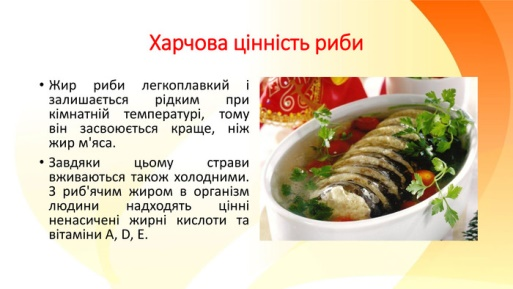 Харчова цінність риби
• Жир риби легкоплавкий і
залишається рідким при
кімнатній температурі, тому
він засвоюється краще, ніж
жир м'яса.
• Завдяки цьому страви
вживаються також холодними.
З риб'ячим жиром в організм
людини надходять цінні
ненасичені жирні кислоти та
вітаміни A, D, E.